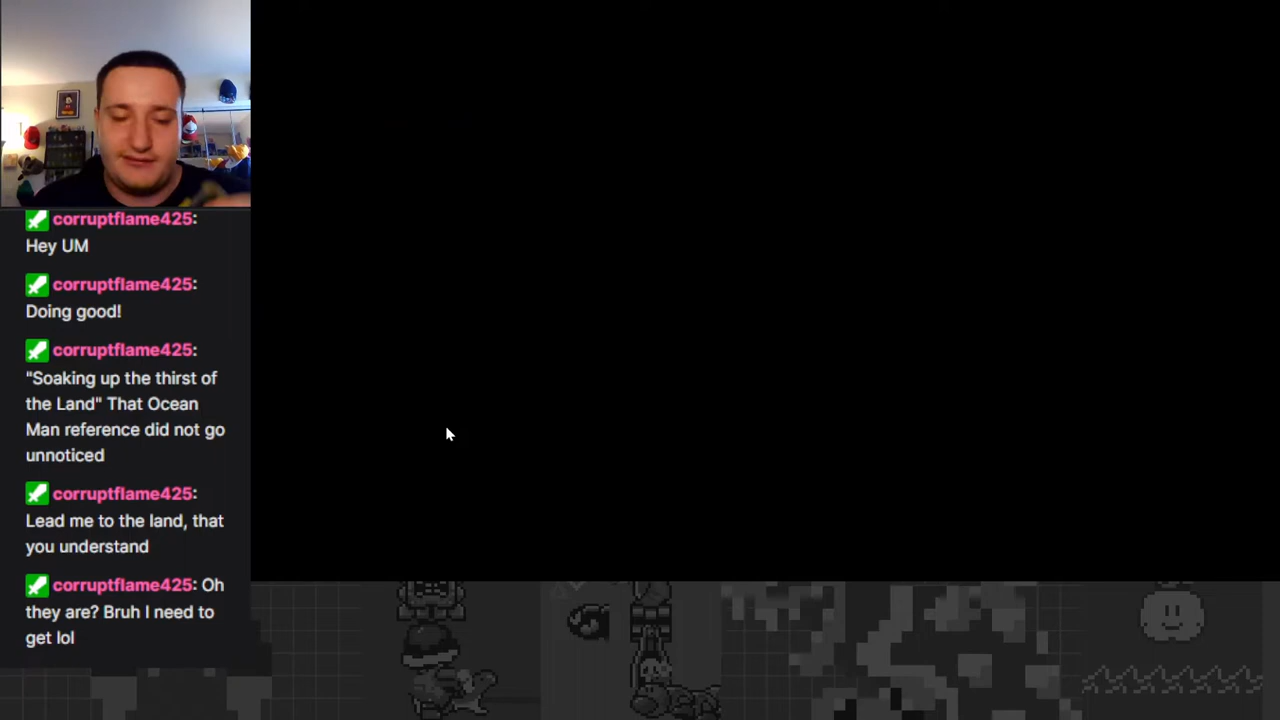 corruptflame425:
Hey UM
corruptflame425:
Doing good!
corruptflame425:
"Soaking up the thirst of
the Land" That Ocean
Man reference did not go
unnoticed
corruptflame425:
Lead me to the land, that
you understand
corruptflame425: Oh
they are? Bruh I need to
get lol